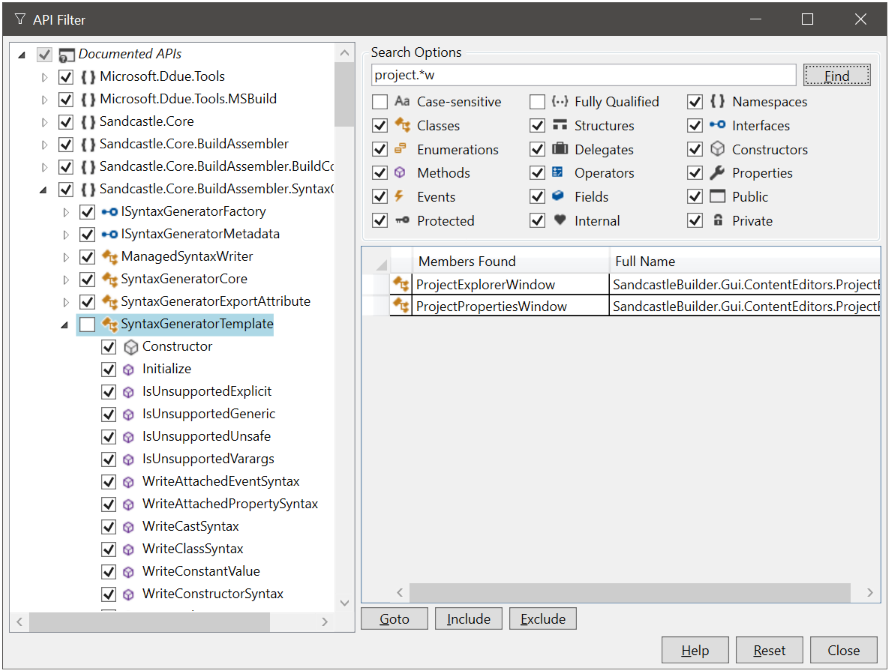 API Filter
Documented APIs
{ } Microsoft.Ddue.Tools
{ } Microsoft.Ddue.Tools.MSBuild
{ } Sandcastle.Core
{ } Sandcastle.Core.BuildAssembler
{ } Sandcastle.Core.BuildAssembler.BuildCo
{ } Sandcastle.Core.BuildAssembler.SyntaxG
ISyntaxGeneratorFactory
ISyntaxGeneratorMetadata
ManagedSyntaxWriter
SyntaxGeneratorCore
SyntaxGeneratorExportAttribute
SyntaxGeneratorTemplate
Constructor
Initialize
IsUnsupportedExplicit
IsUnsupportedGeneric
IsUnsupportedUnsafe
IsUnsupportedVarargs
WriteAttachedEventSyntax
WriteAttachedPropertySyntax
WriteCastSyntax
WriteClassSyntax
WriteConstantValue
WriteConstructorSyntax
Search Options
project.*w Find
Aa Case-sensitive {··} Fully Qualified { } Namespaces
Classes Structures Interfaces
Enumerations Delegates Constructors
Methods Operators Properties
Events Fields Public
Protected Internal Private
Members Found Full Name
ProjectExplorerWindow SandcastleBuilder.Gui.ContentEditors.ProjectE
ProjectPropertiesWindow SandcastleBuilder.Gui.ContentEditors.ProjectF
Goto Include Exclude
Help Reset Close